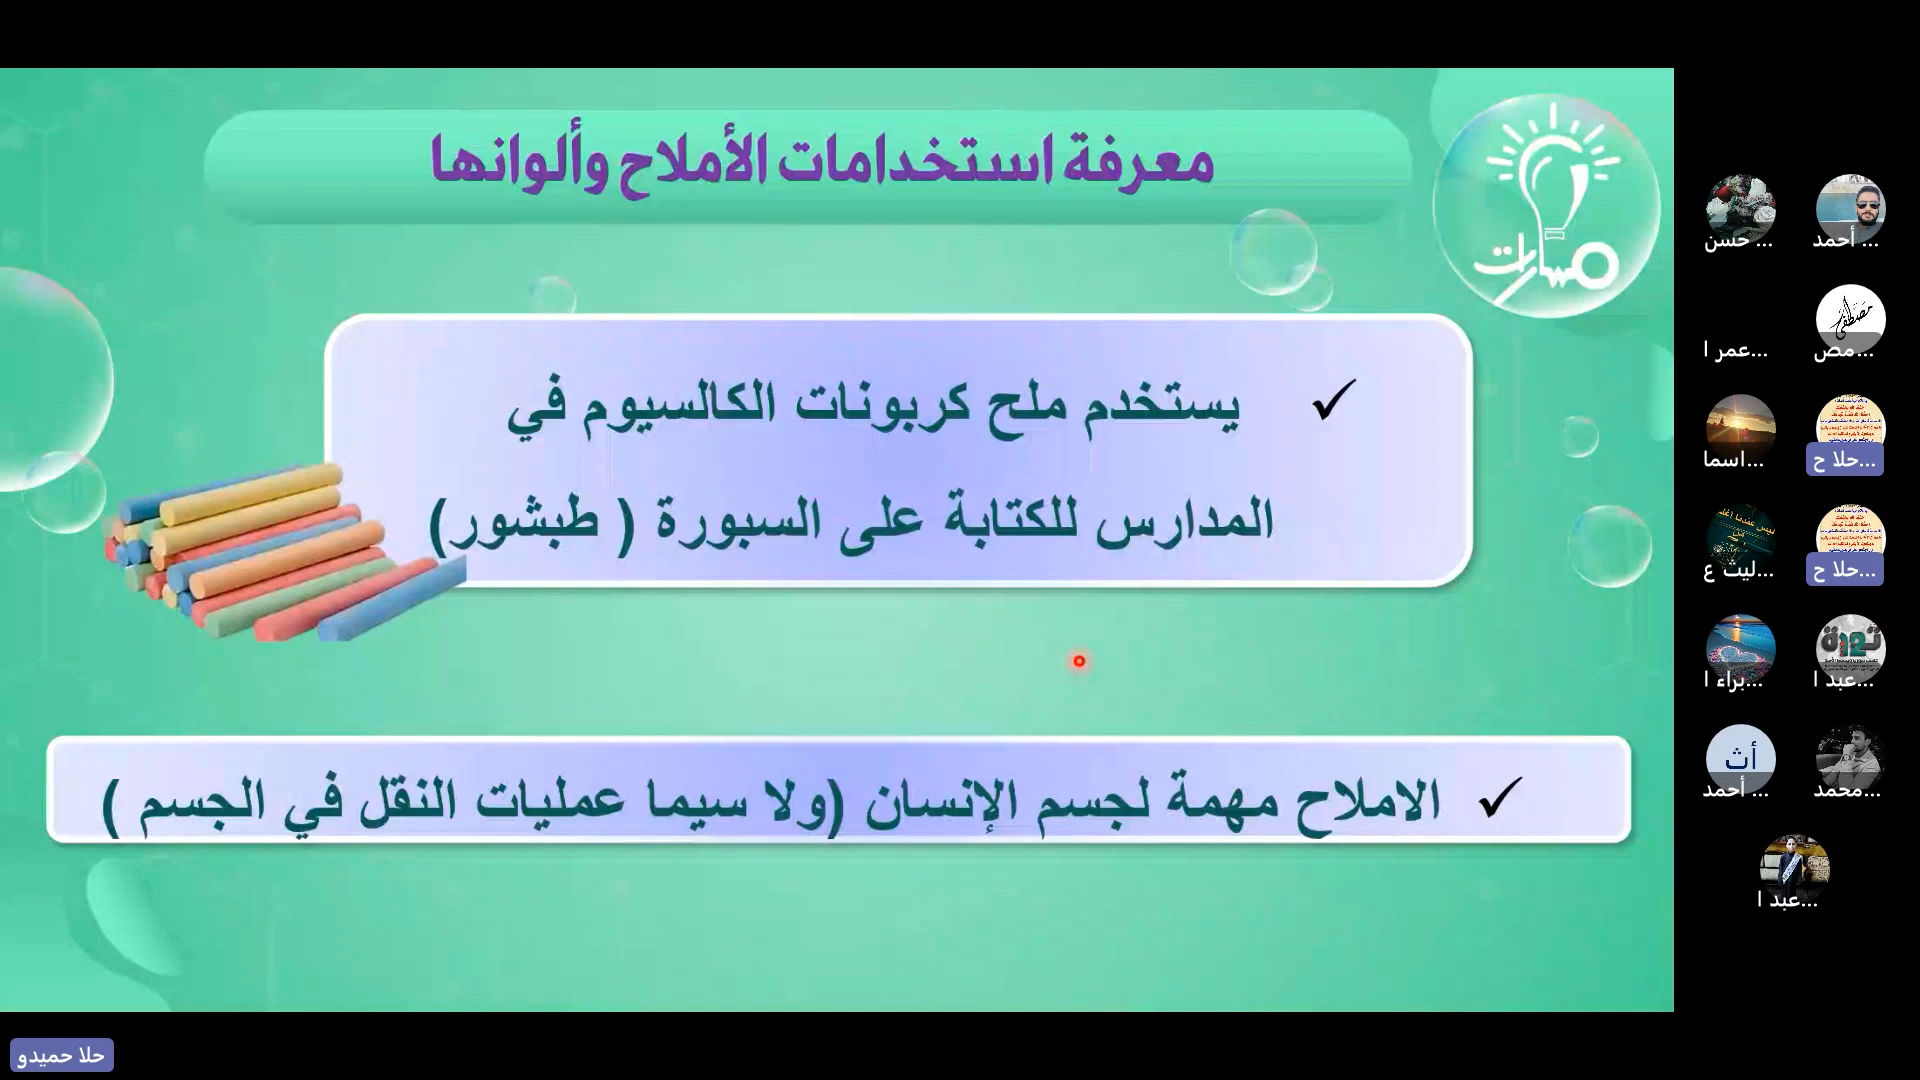 معرفة استخدامات الأملاح وألوانها
مسارات
✓ يستخدم ملح كربونات الكالسيوم في
المدارس للكتابة على السبورة ( طبشور)
✓ الاملاح مهمة لجسم الإنسان (ولا سيما عمليات النقل في الجسم )
أحمد ...
حسن ...
مص...
عمر ا...
حلا ح...
اسما...
حلا ح...
ليث ع...
عبد ا...
براء ا...
محمد...
أث
أحمد ...
عبد ا...
حلا حميدو